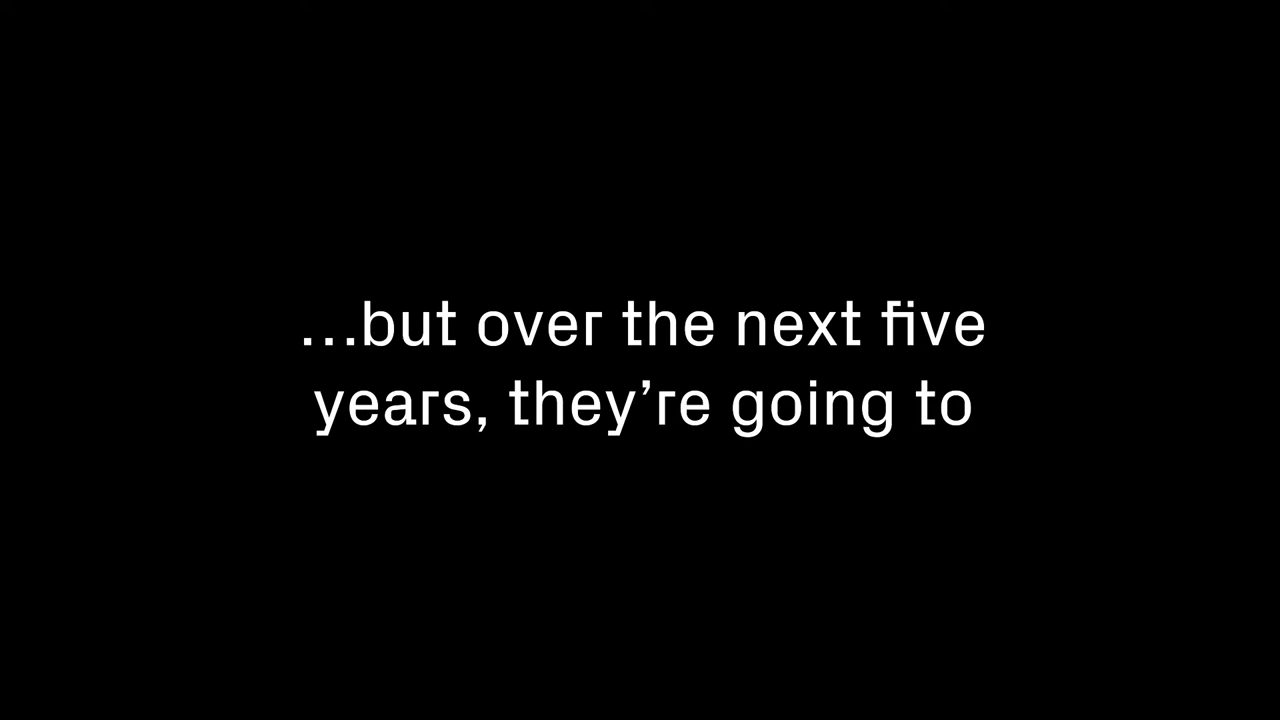 …but over the next five
years, they’re going to